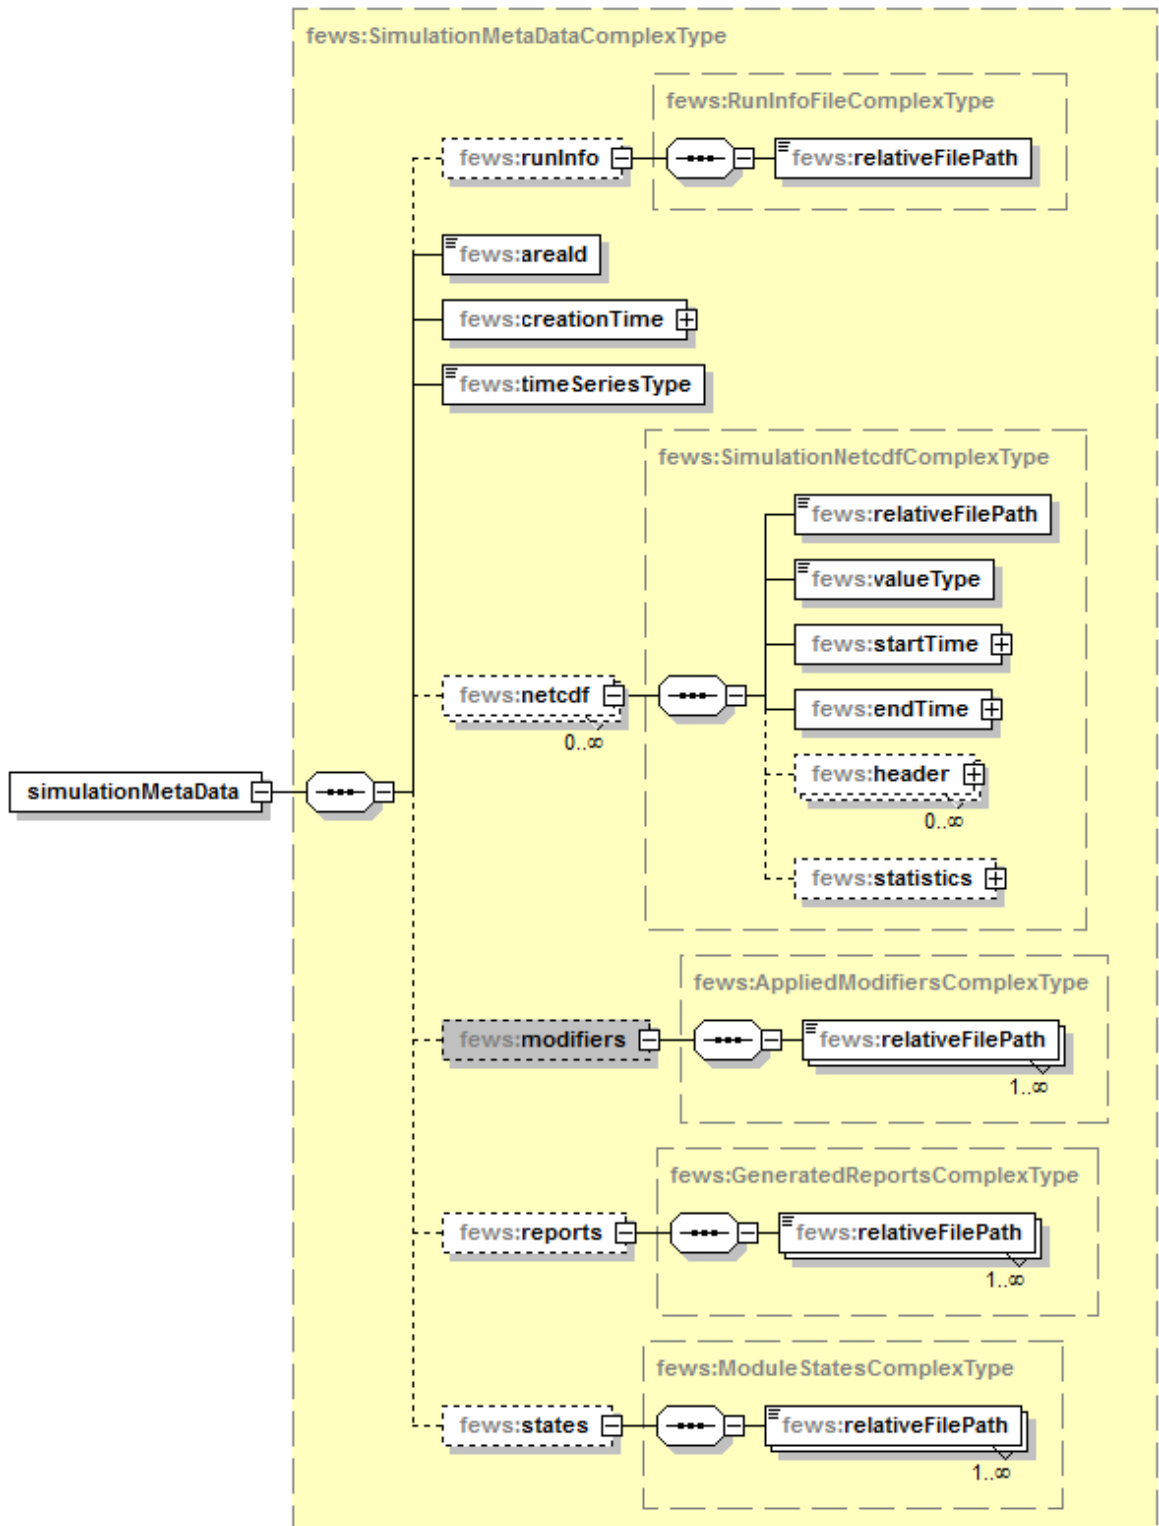 fews:SimulationMetaDataComplexType
fews:RunInfoFileComplexType
fews:runInfo
fews:relativeFilePath
fews:areaId
fews:creationTime
fews:timeSeriesType
fews:SimulationNetcdfComplexType
fews:relativeFilePath
fews:valueType
fews:startTime
fews:netcdf
0..∞
fews:endTime
fews:header
0..∞
simulationMetaData
fews:statistics
fews:AppliedModifiersComplexType
fews:modifiers
fews:relativeFilePath
1..∞
fews:GeneratedReportsComplexType
fews:reports
fews:relativeFilePath
1..∞
fews:ModuleStatesComplexType
fews:states
fews:relativeFilePath
1..∞